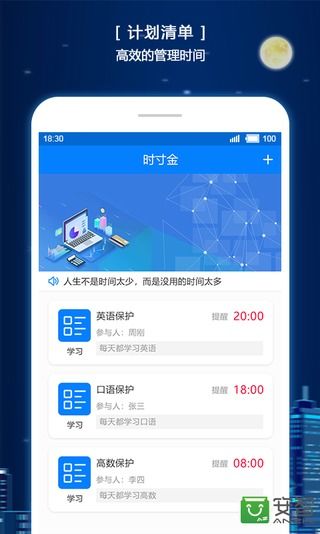 [ 计划清单 ]
高效的管理时间
18:30
100
时寸金
+
人生不是时间太少，而是没用的时间太多
英语保护
提醒 20:00
参与人：周刚
学习
每天都学习英语
口语保护
提醒 18:00
参与人：张三
学习
每天都学习口语
高数保护
提醒 08:00
参与人：李四
学习
每天都学习高数